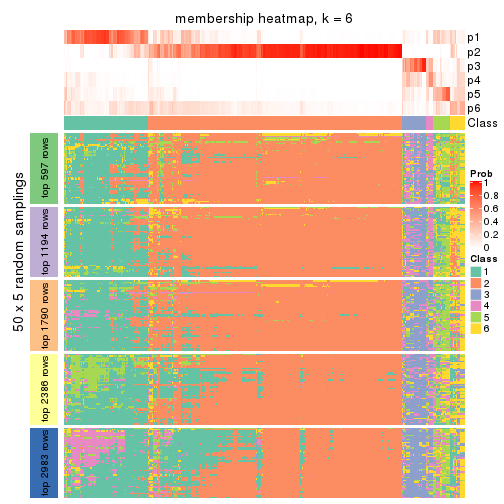 membership heatmap, k = 6
p1
p2
p3
p4
p5
p6
Class
50 x 5 random samplings
top 597 rows
top 1194 rows
top 1790 rows
top 2386 rows
top 2983 rows
Prob
1
0.8
0.6
0.4
0.2
0
Class
1
2
3
4
5
6